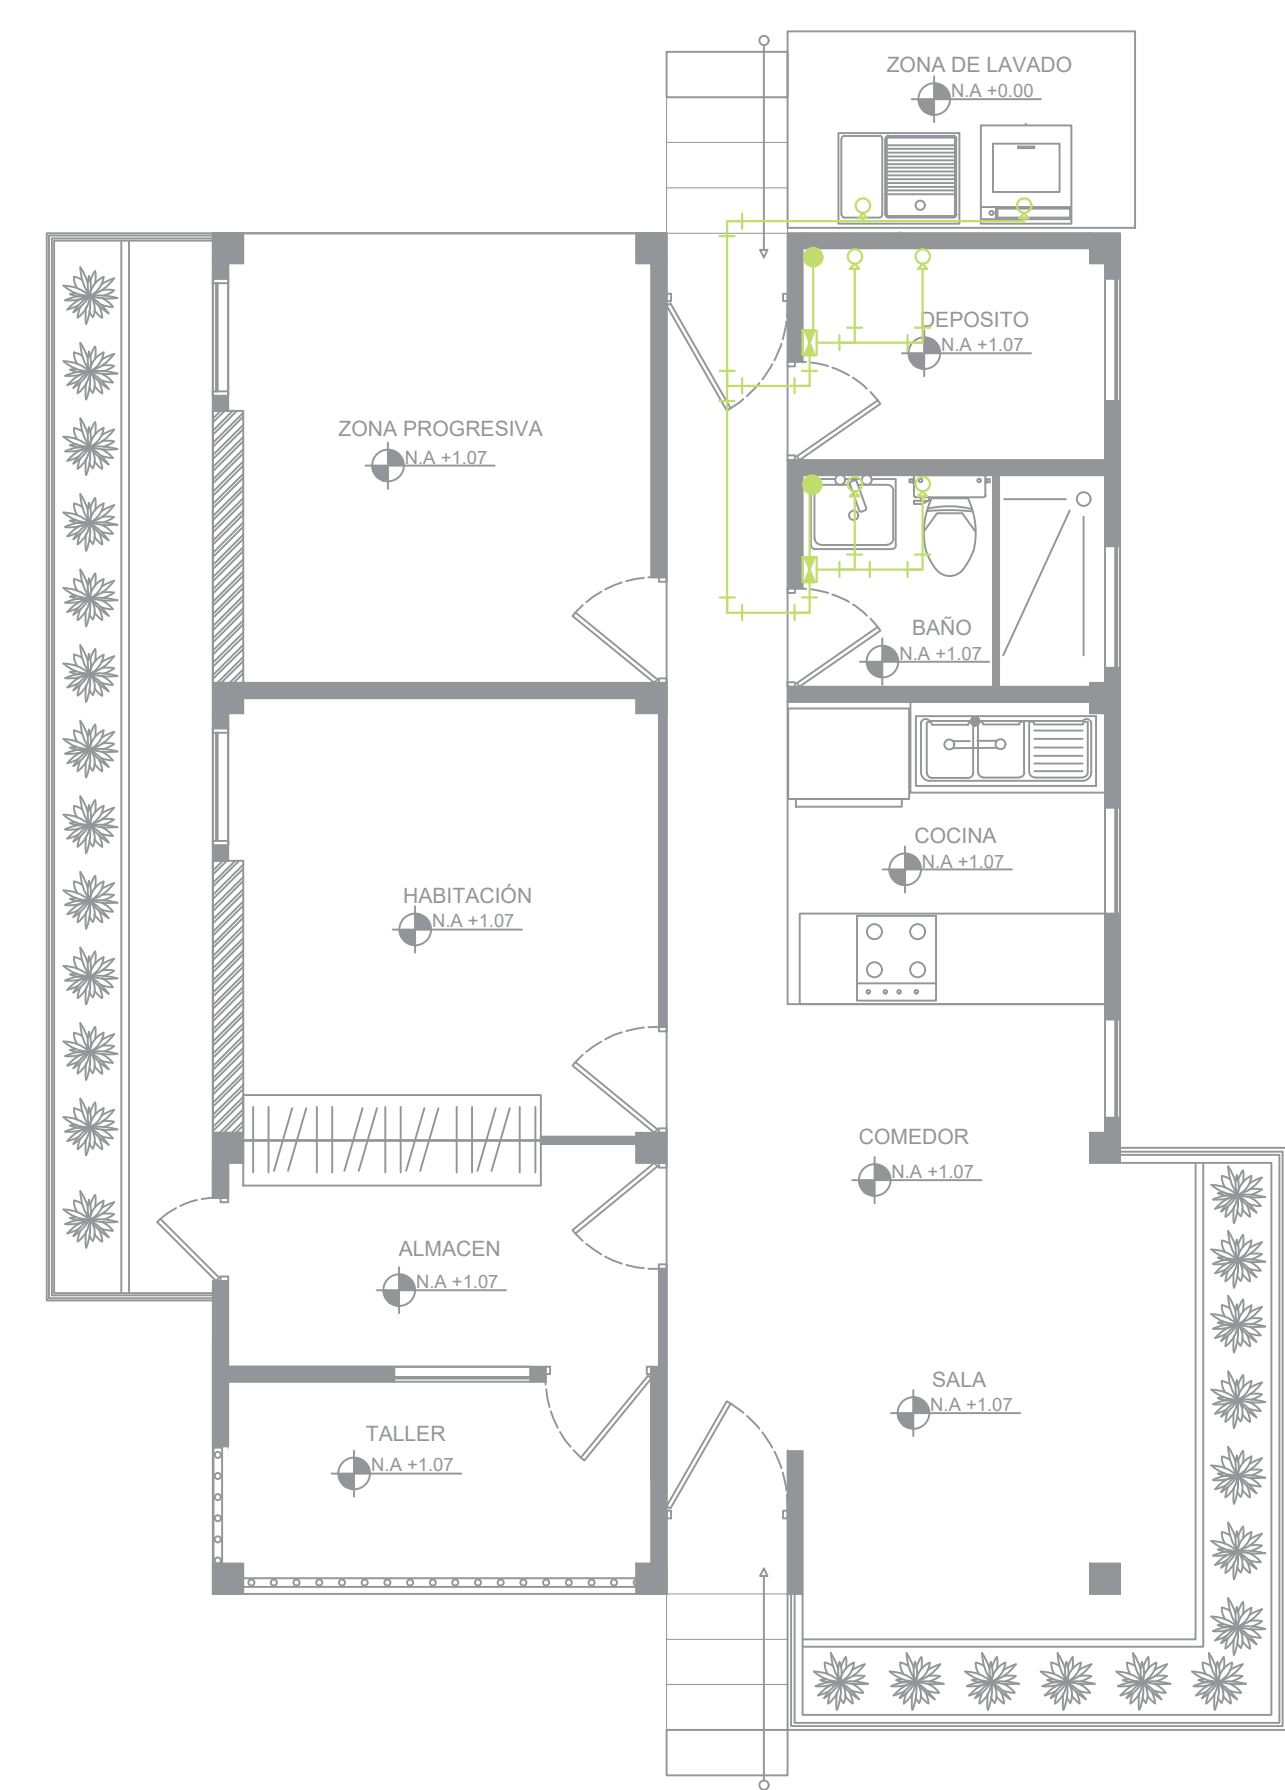 ZONA DE LAVADO
N.A +0.00
DEPOSITO
N.A +1.07
ZONA PROGRESIVA
N.A +1.07
BAÑO
N.A +1.07
COCINA
N.A +1.07
HABITACIÓN
N.A +1.07
COMEDOR
N.A +1.07
ALMACEN
N.A +1.07
SALA
N.A +1.07
TALLER
N.A +1.07